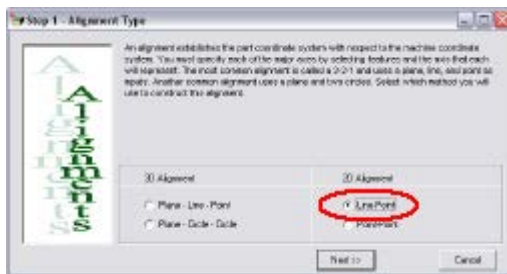 Step 1 - Alignment Type
An alignment establishes the part coordinate system with respect to the machine coordinate
system. You must specify each of the major axes by selecting features and the axis that each
will represent. The most common alignment is called a 3-2-1 and uses a plane, line, and point as
inputs. Another common alignment uses a plane and two circles. Select which method you will
use to construct the alignment.
Alignments
3D Alignment
2D Alignment
Plane - Line - Point
Line-Point
Plane - Circle - Circle
Point-Point
Next >>
Cancel